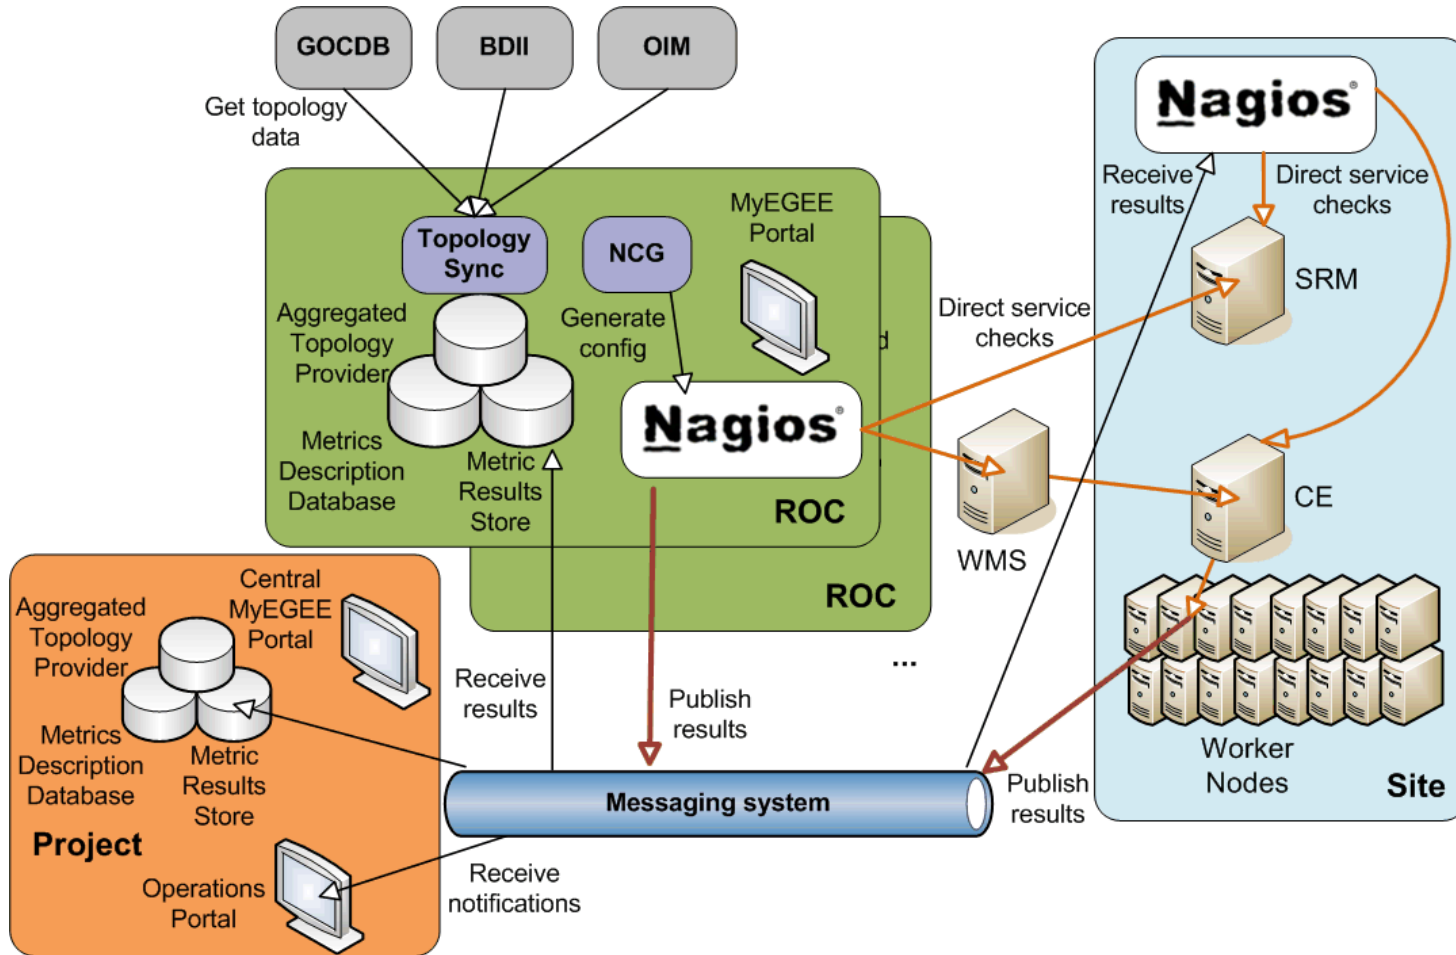 GOCDB
BDII
OIM
Get topology
data
Nagios®
Receive
results
Direct service
checks
MyEGEE
Portal
Topology
Sync
NCG
SRM
Aggregated
Topology
Provider
Generate
config
Direct service
checks
d
Nagios®
Metrics
Description
Database
Metric
Results
Store
ROC
WMS
CE
ROC
...
Central
MyEGEE
Portal
Aggregated
Topology
Provider
Receive
results
Publish
results
Metrics
Description
Database
Metric
Results
Store
Project
Messaging system
Publish
results
Worker
Nodes
Site
Operations
Portal
Receive
notifications